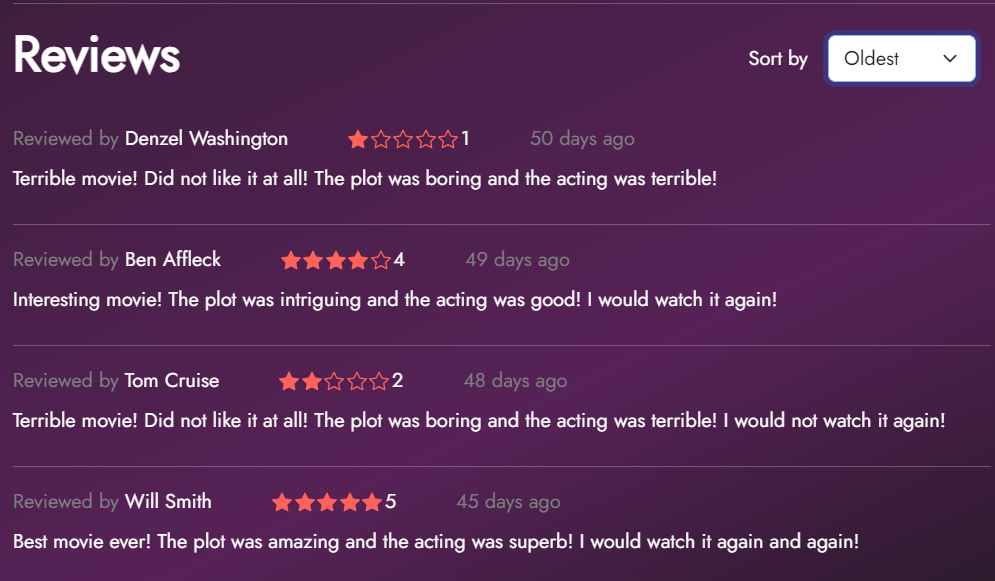 Reviews
Sort by Oldest
Reviewed by Denzel Washington 1 50 days ago
Terrible movie! Did not like it at all! The plot was boring and the acting was terrible!
Reviewed by Ben Affleck 4 49 days ago
Interesting movie! The plot was intriguing and the acting was good! I would watch it again!
Reviewed by Tom Cruise 2 48 days ago
Terrible movie! Did not like it at all! The plot was boring and the acting was terrible! I would not watch it again!
Reviewed by Will Smith 5 45 days ago
Best movie ever! The plot was amazing and the acting was superb! I would watch it again and again!